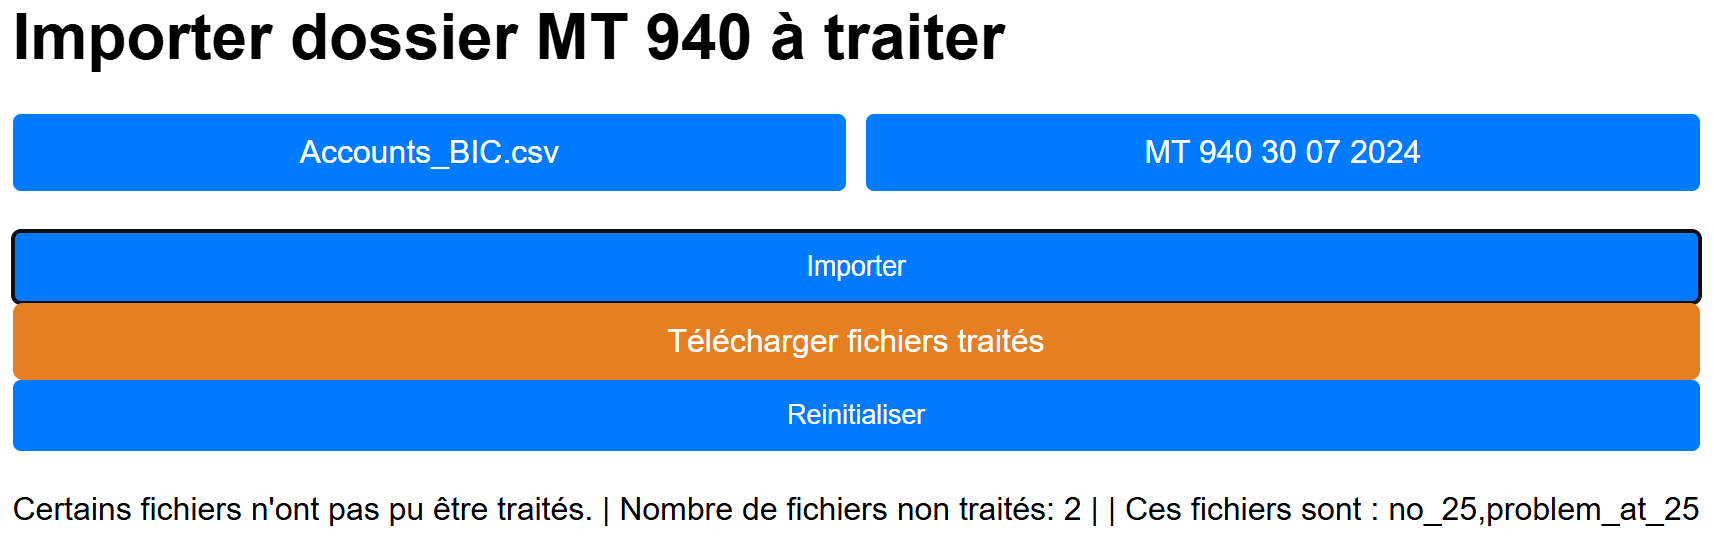 Importer dossier MT 940 à traiter
Accounts_BIC.csv
MT 940 30 07 2024
Importer
Télécharger fichiers traités
Reinitialiser
Certains fichiers n'ont pas pu être traités. | Nombre de fichiers non traités: 2 | | Ces fichiers sont : no_25,problem_at_25